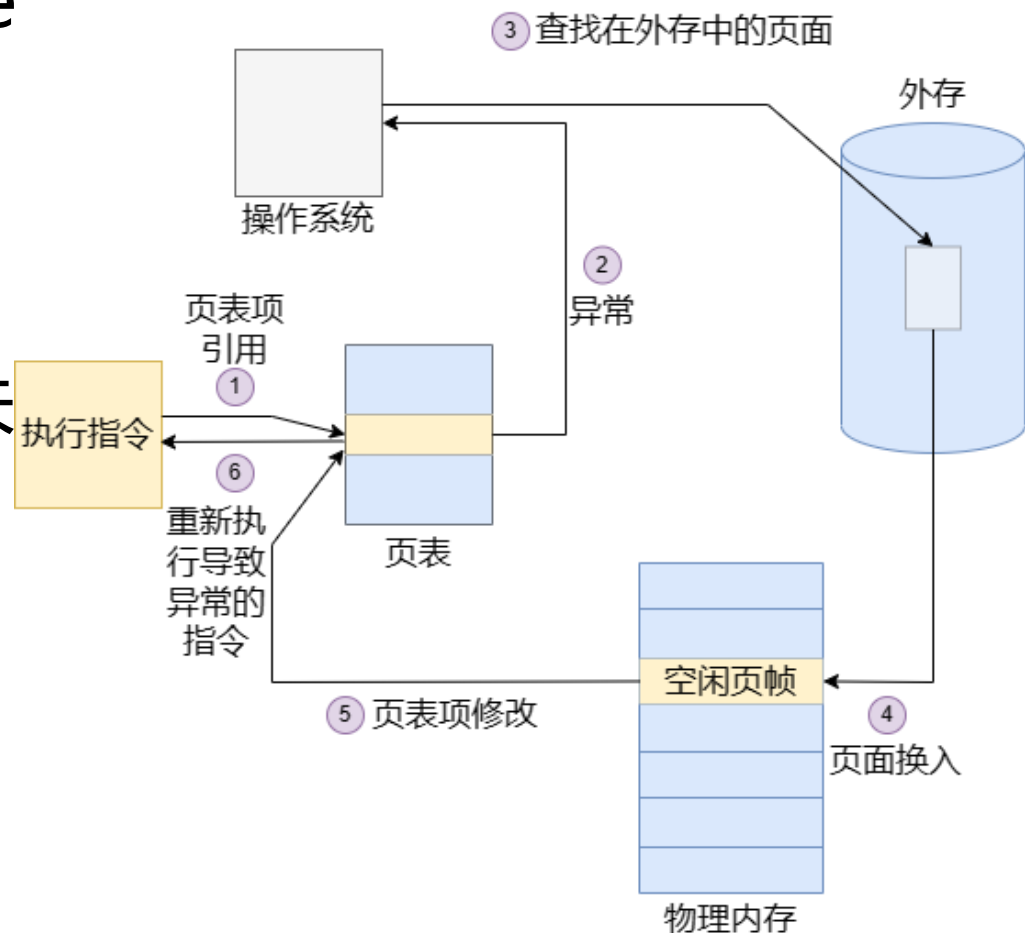 ③ 查找在外存中的页面
外存
操作系统
② 
异常
页表项
引用
①
执行指令
⑥
重新执
行导致
异常的
指令
页表
空闲页帧
⑤ 页表项修改
④
页面换入
物理内存